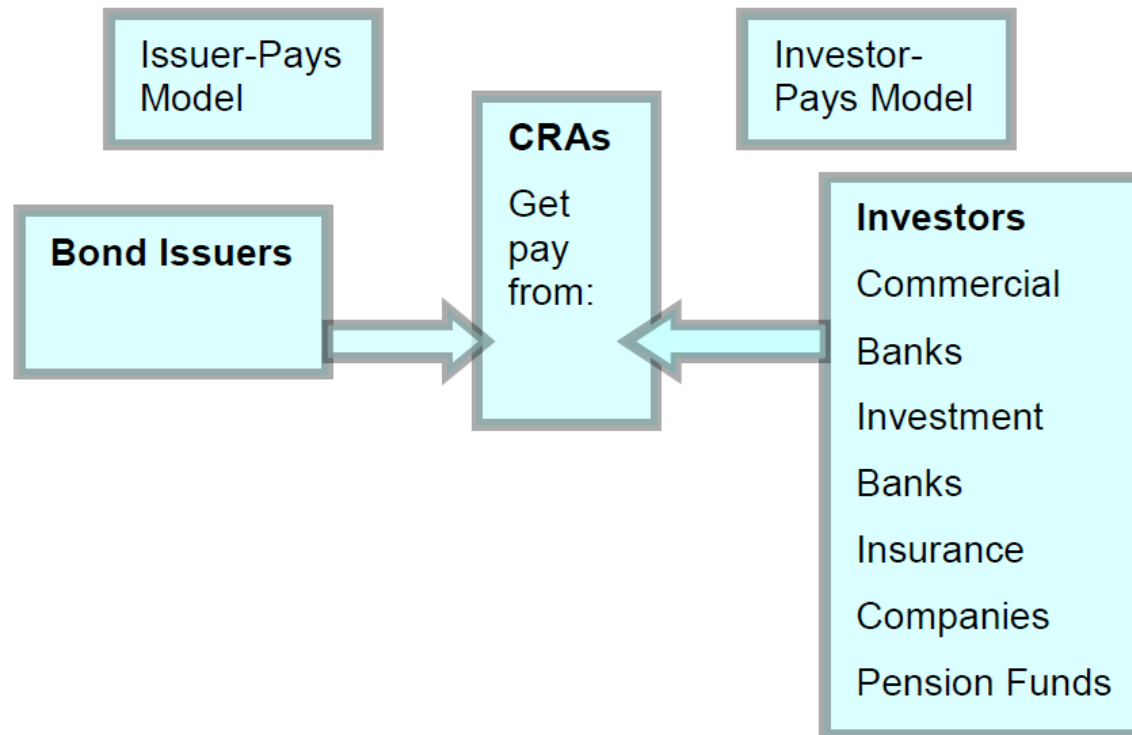 Issuer-Pays
Model
Investor-
Pays Model
CRAs
Get
pay
from:
Bond Issuers
Investors
Commercial
Banks
Investment
Banks
Insurance
Companies
Pension Funds